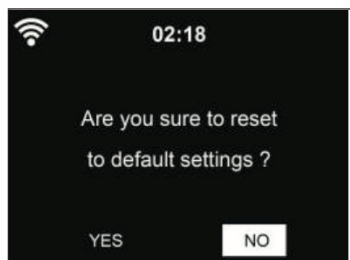 02:18
Are you sure to reset
to default settings ?
YES NO